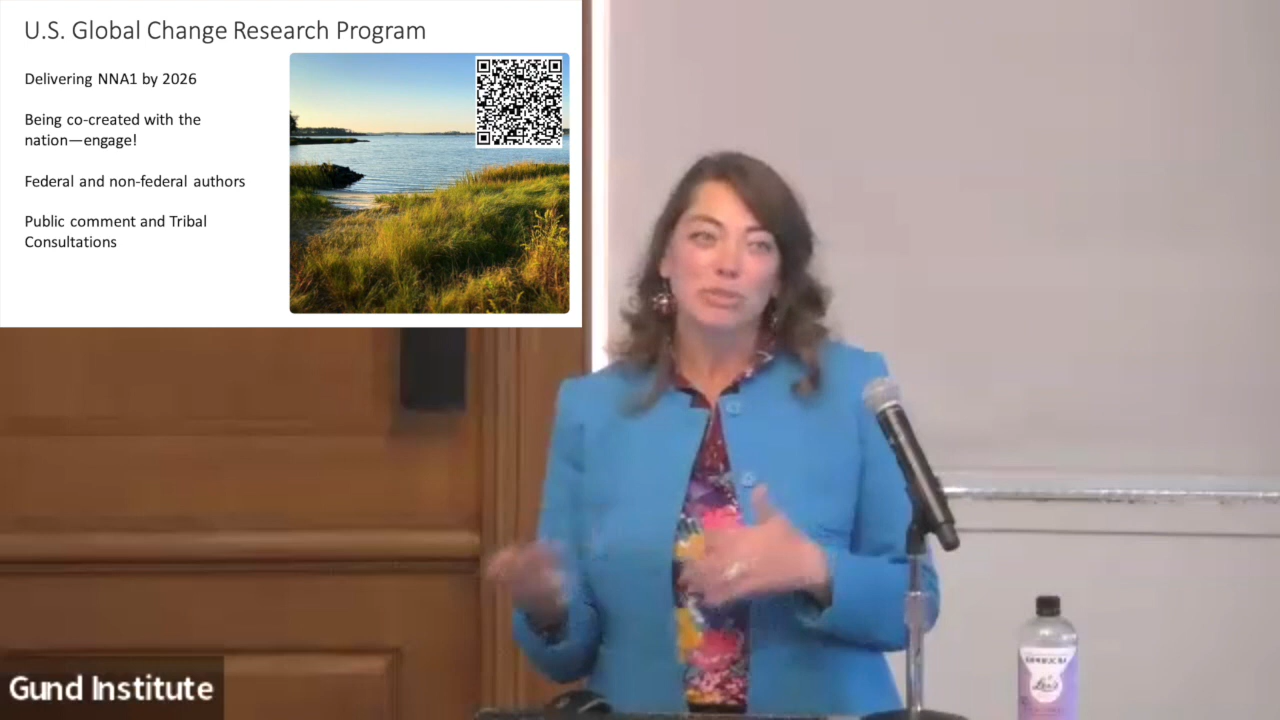 U.S. Global Change Research Program
Delivering NNA1 by 2026
Being co-created with the
nation—engage!
Federal and non-federal authors
Public comment and Tribal
Consultations
Gund Institute